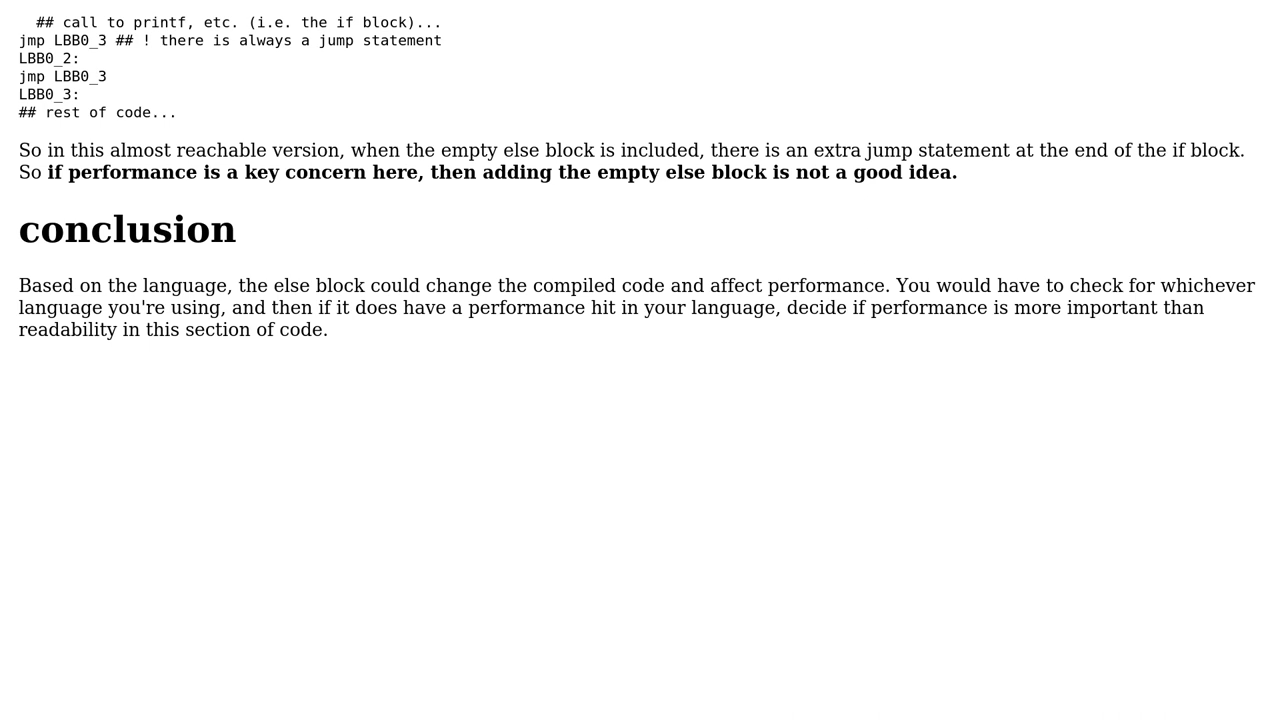 ## call to printf, etc. (i.e. the if block)...
jmp LBB0_3 ## ! there is always a jump statement
LBB0_2:
jmp LBB0_3
LBB0_3:
## rest of code...
So in this almost reachable version, when the empty else block is included, there is an extra jump statement at the end of the if block.
So if performance is a key concern here, then adding the empty else block is not a good idea.
conclusion
Based on the language, the else block could change the compiled code and affect performance. You would have to check for whichever
language you're using, and then if it does have a performance hit in your language, decide if performance is more important than
readability in this section of code.